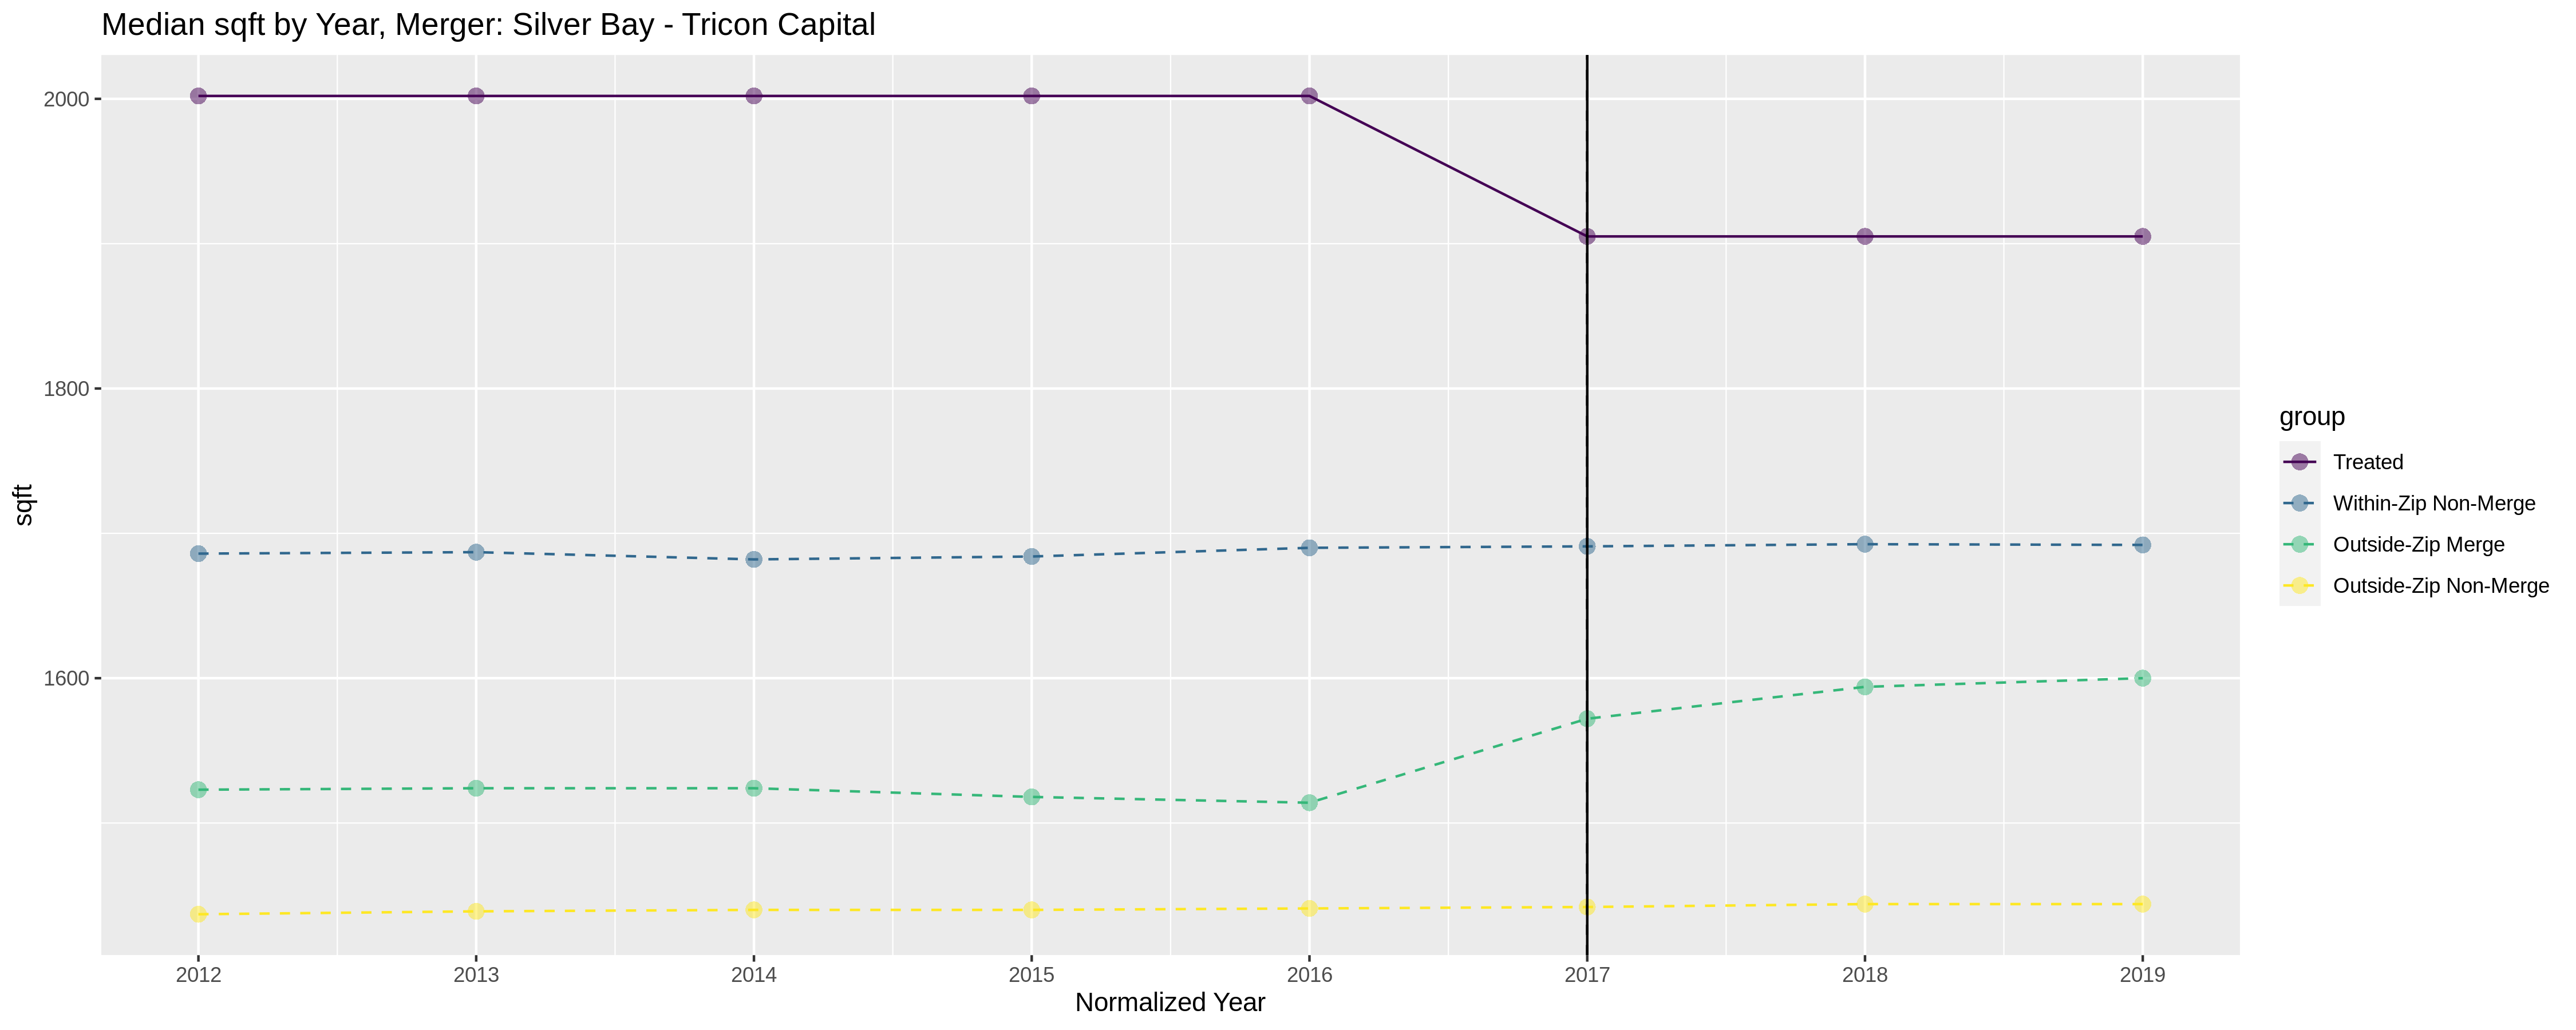 Median sqft by Year, Merger: Silver Bay - Tricon Capital
2000
1800
1600
sqft
2012 2013 2014 2015 2016 2017 2018 2019
Normalized Year
group
Treated
Within-Zip Non-Merge
Outside-Zip Merge
Outside-Zip Non-Merge